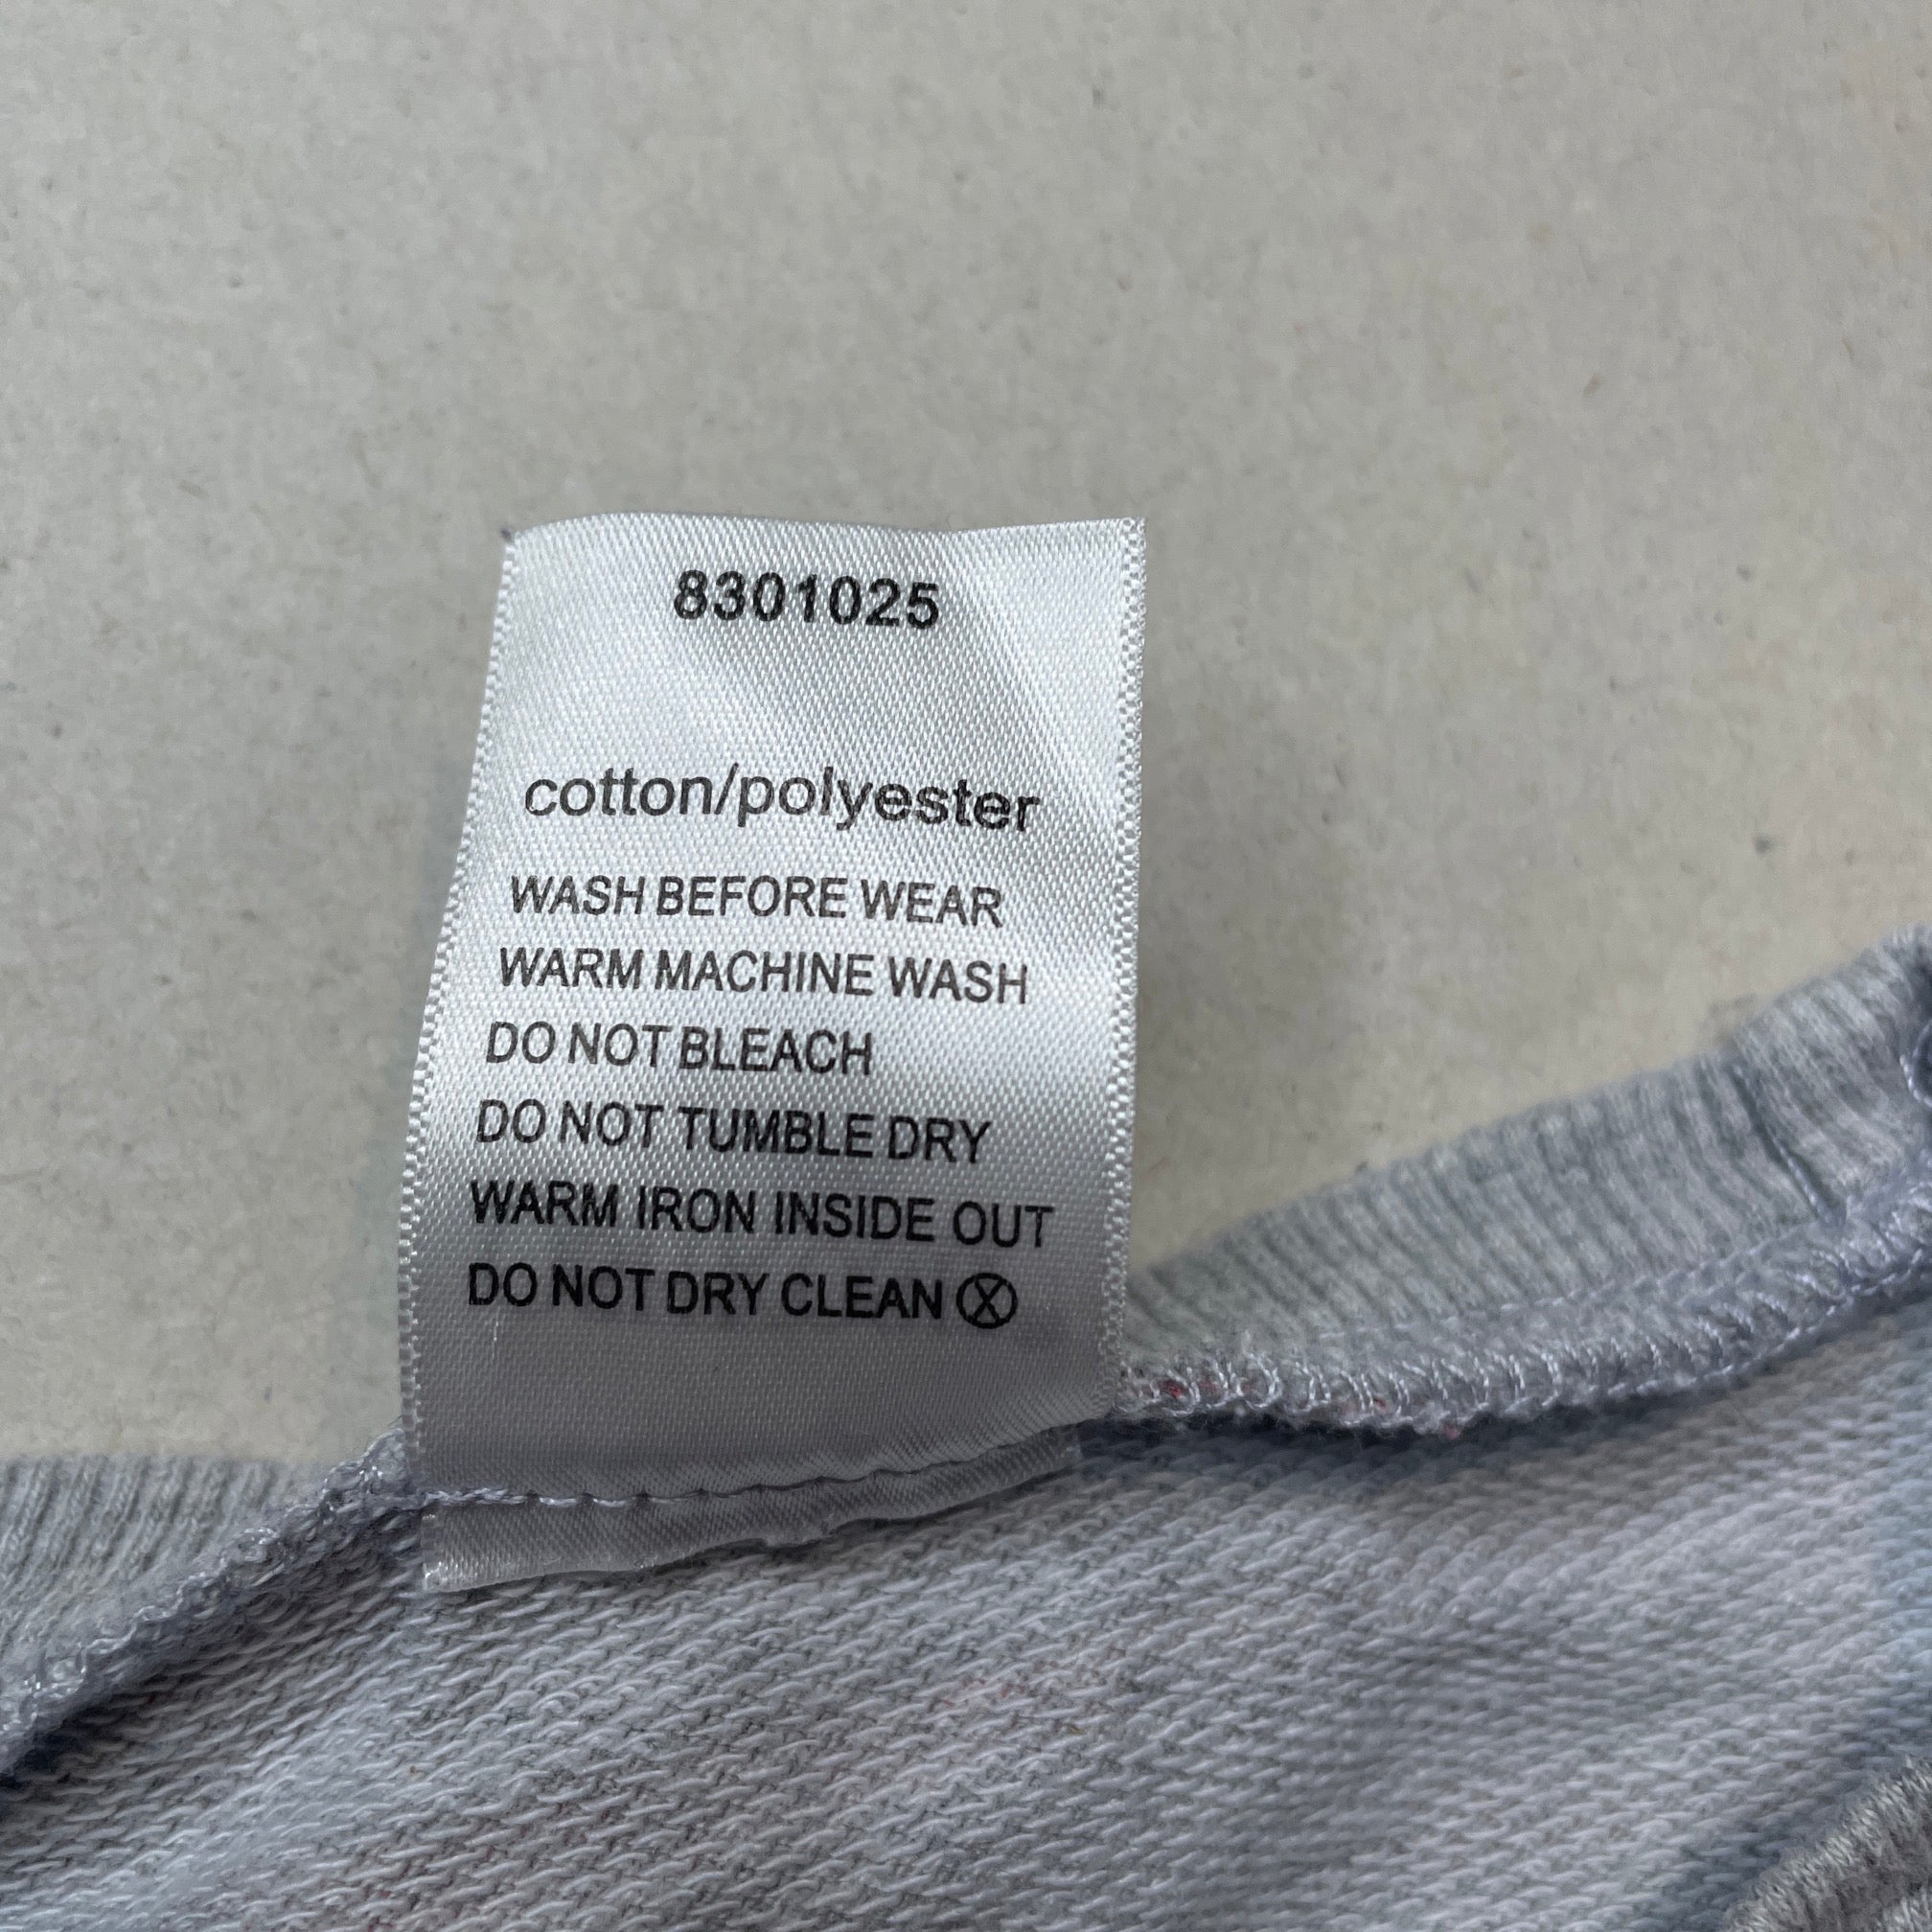 8301025
cotton/polyester
WASH BEFORE WEAR
WARM MACHINE WASH
DO NOT BLEACH
DO NOT TUMBLE DRY
WARM IRON INSIDE OUT
DO NOT DRY CLEAN ⓧ